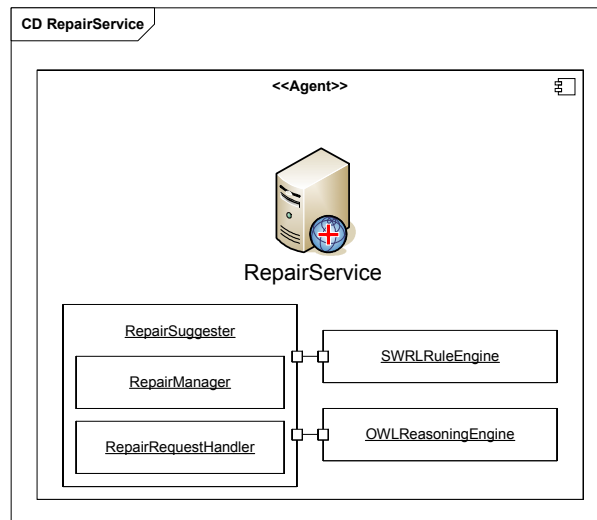 CD RepairService
<<Agent>>
RepairService
RepairSuggester
RepairManager
RepairRequestHandler
SWRLRuleEngine
OWLReasoningEngine